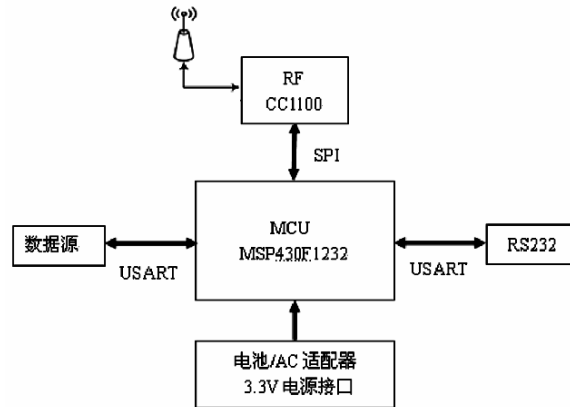 RF
CC1100
SPI
MCU
MSP430F1232
数据源
USART
USART
RS232
电池/AC 适配器
3.3V 电源接口